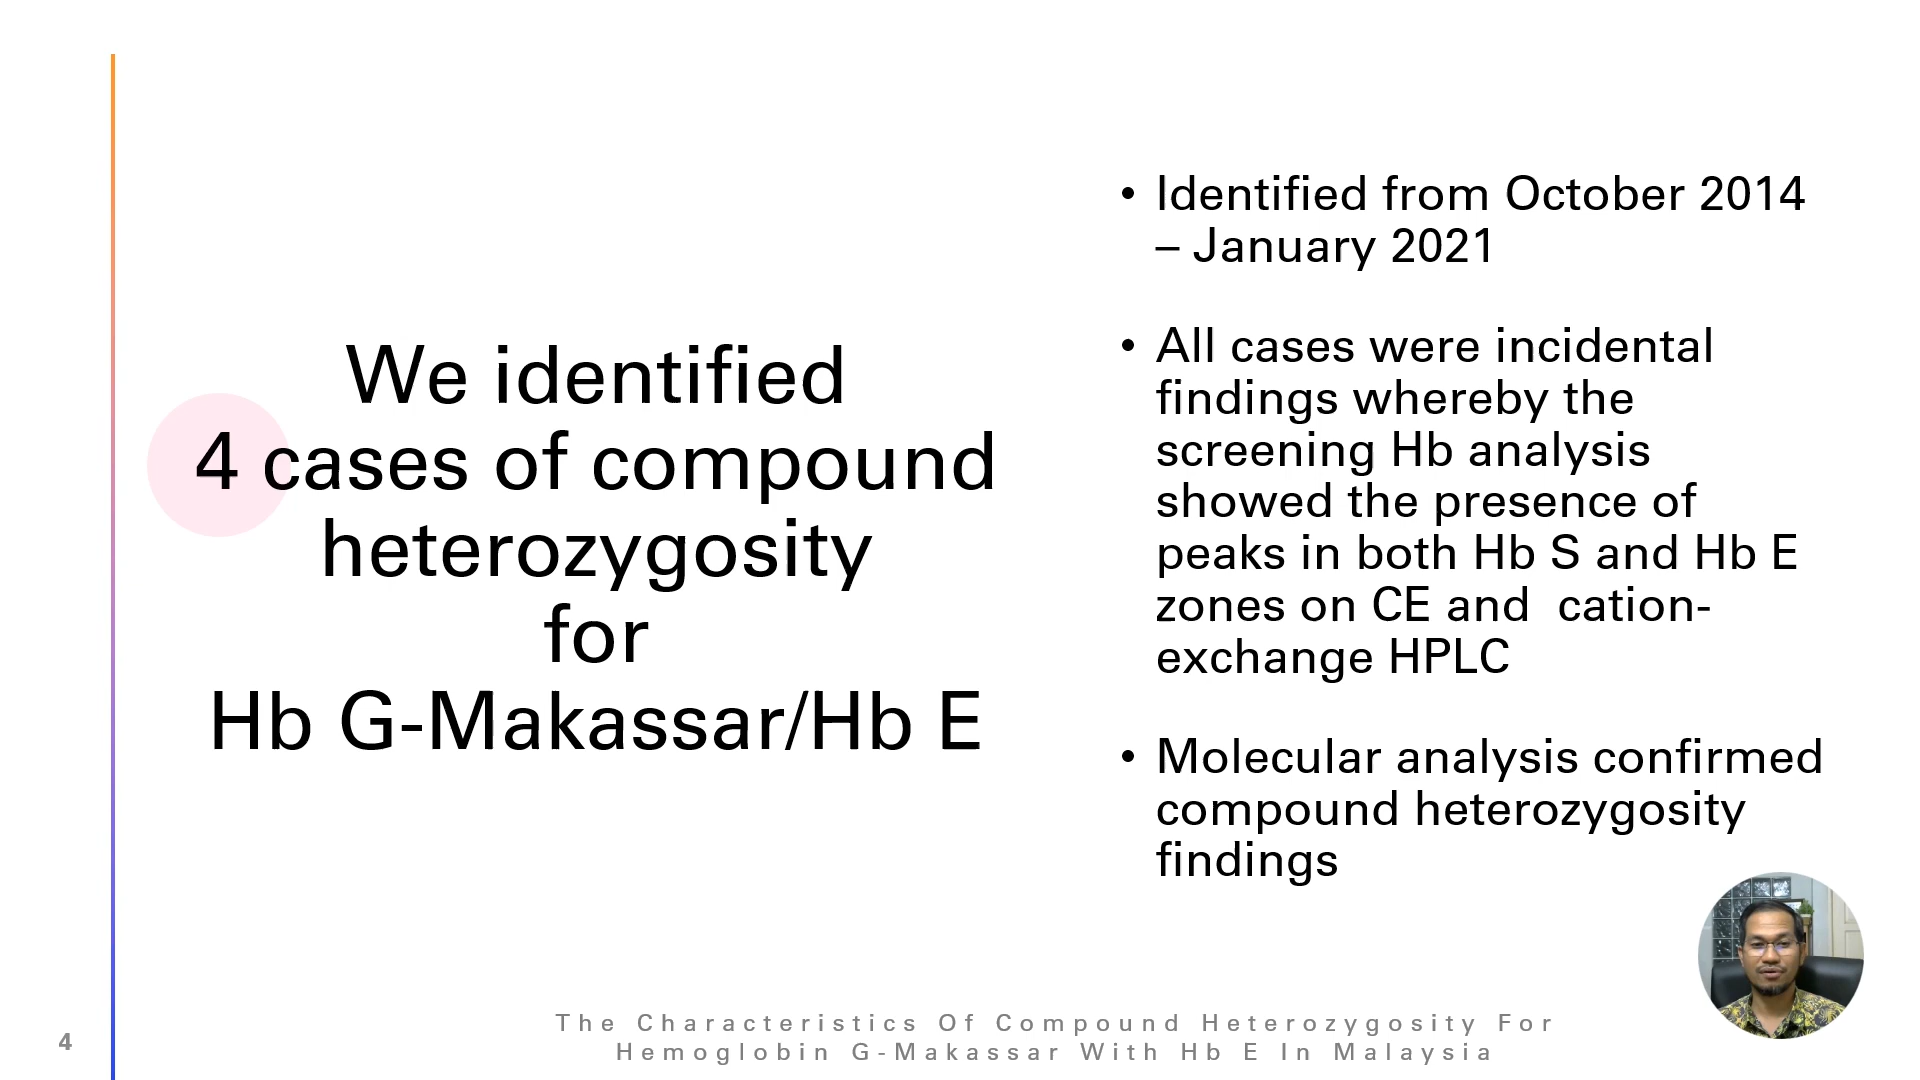 We identified
4 cases of compound
heterozygosity
for
Hb G-Makassar/Hb E
• Identified from October 2014
– January 2021
• All cases were incidental
findings whereby the
screening Hb analysis
showed the presence of
peaks in both Hb S and Hb E
zones on CE and  cation-
exchange HPLC
• Molecular analysis confirmed
compound heterozygosity
findings
4
The Characteristics Of Compound Heterozygosity For
Hemoglobin G-Makassar With Hb E In Malaysia